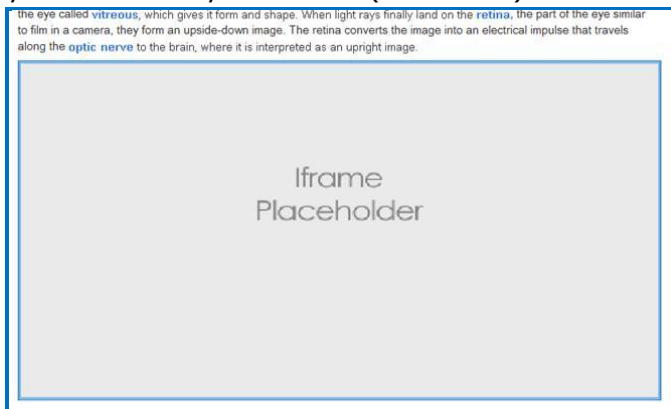 the eye called vitreous, which gives it form and shape. When light rays finally land on the retina, the part of the eye similar
to film in a camera, they form an upside-down image. The retina converts the image into an electrical impulse that travels
along the optic nerve to the brain, where it is interpreted as an upright image.
Iframe
Placeholder